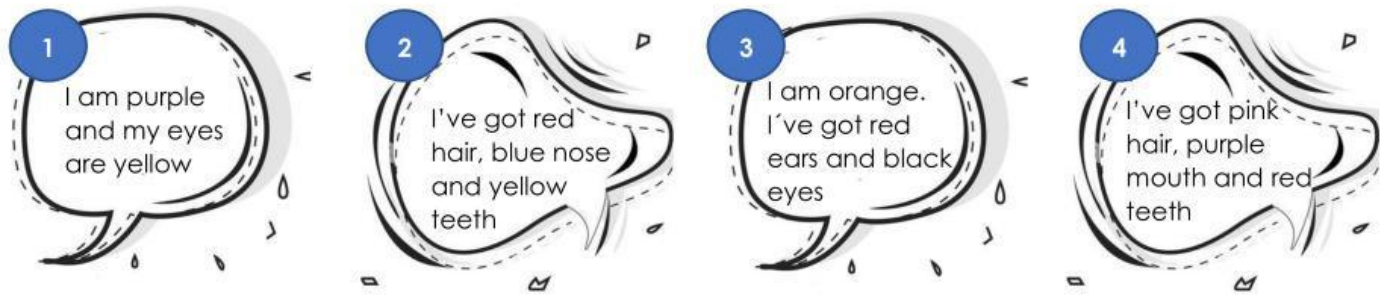 1
I am purple
and my eyes
are yellow
2
I've got red
hair, blue nose
and yellow
teeth
3
I am orange.
I´ve got red
ears and black
eyes
4
I've got pink
hair, purple
mouth and red
teeth